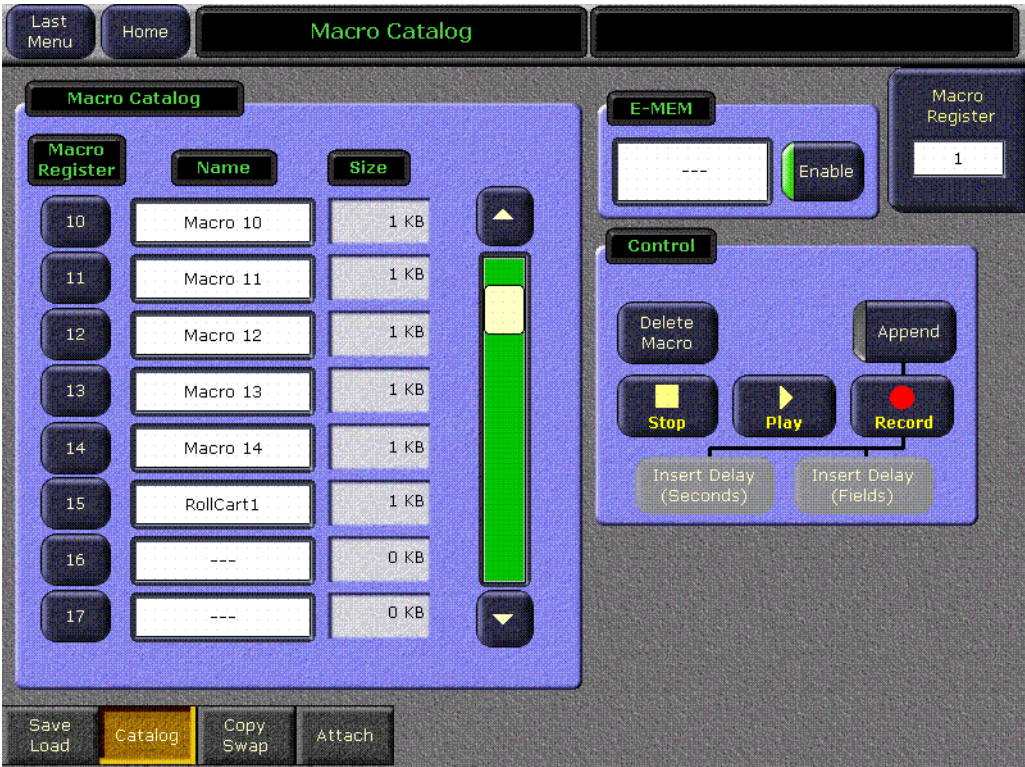 Last
Menu
Home
Macro Catalog
Macro Catalog
Macro
Register
Name
Size
10
Macro 10
1 KB
11
Macro 11
1 KB
12
Macro 12
1 KB
13
Macro 13
1 KB
14
Macro 14
1 KB
15
RollCart1
1 KB
16
---
0 KB
17
---
0 KB
E-MEM
---
Enable
Macro
Register
1
Control
Delete
Macro
Append
Stop
Play
Record
Insert Delay
(Seconds)
Insert Delay
(Fields)
Save
Load
Catalog
Copy
Swap
Attach